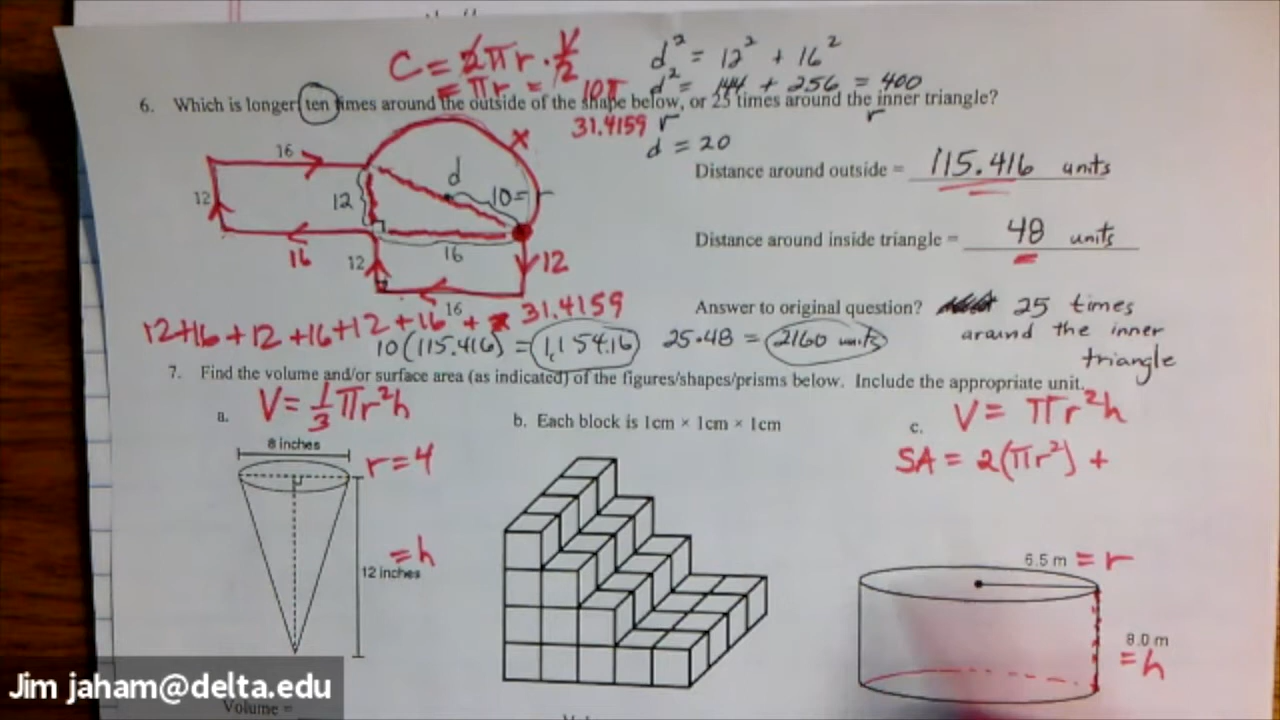 C = 2πr · 1/2
= πr = 10π
31.4159
d² = 12² + 16²
d² = 144 + 256 = 400
d = 20
6. Which is longer, ten times around the outside of the shape below, or 25 times around the inner triangle?
r
r
16
12
12
d
10 = r
x
16
16
12
12
16
Distance around outside = 115.416 units
Distance around inside triangle = 48 units
Answer to original question? 25 times
around the inner
triangle
12+16+12+16+12+16+ 31.4159
10(115.416) = 1,154.16
25·48 = 2160 units
7. Find the volume and/or surface area (as indicated) of the figures/shapes/prisms below. Include the appropriate unit.
a.
V = 1/3 πr²h
8 inches
r=4
=h
12 inches
b. Each block is 1cm × 1cm × 1cm
c.
V = πr²h
SA = 2(πr²) +
6.5 m = r
8.0 m
=h
Jim jaham@delta.edu
Volume =